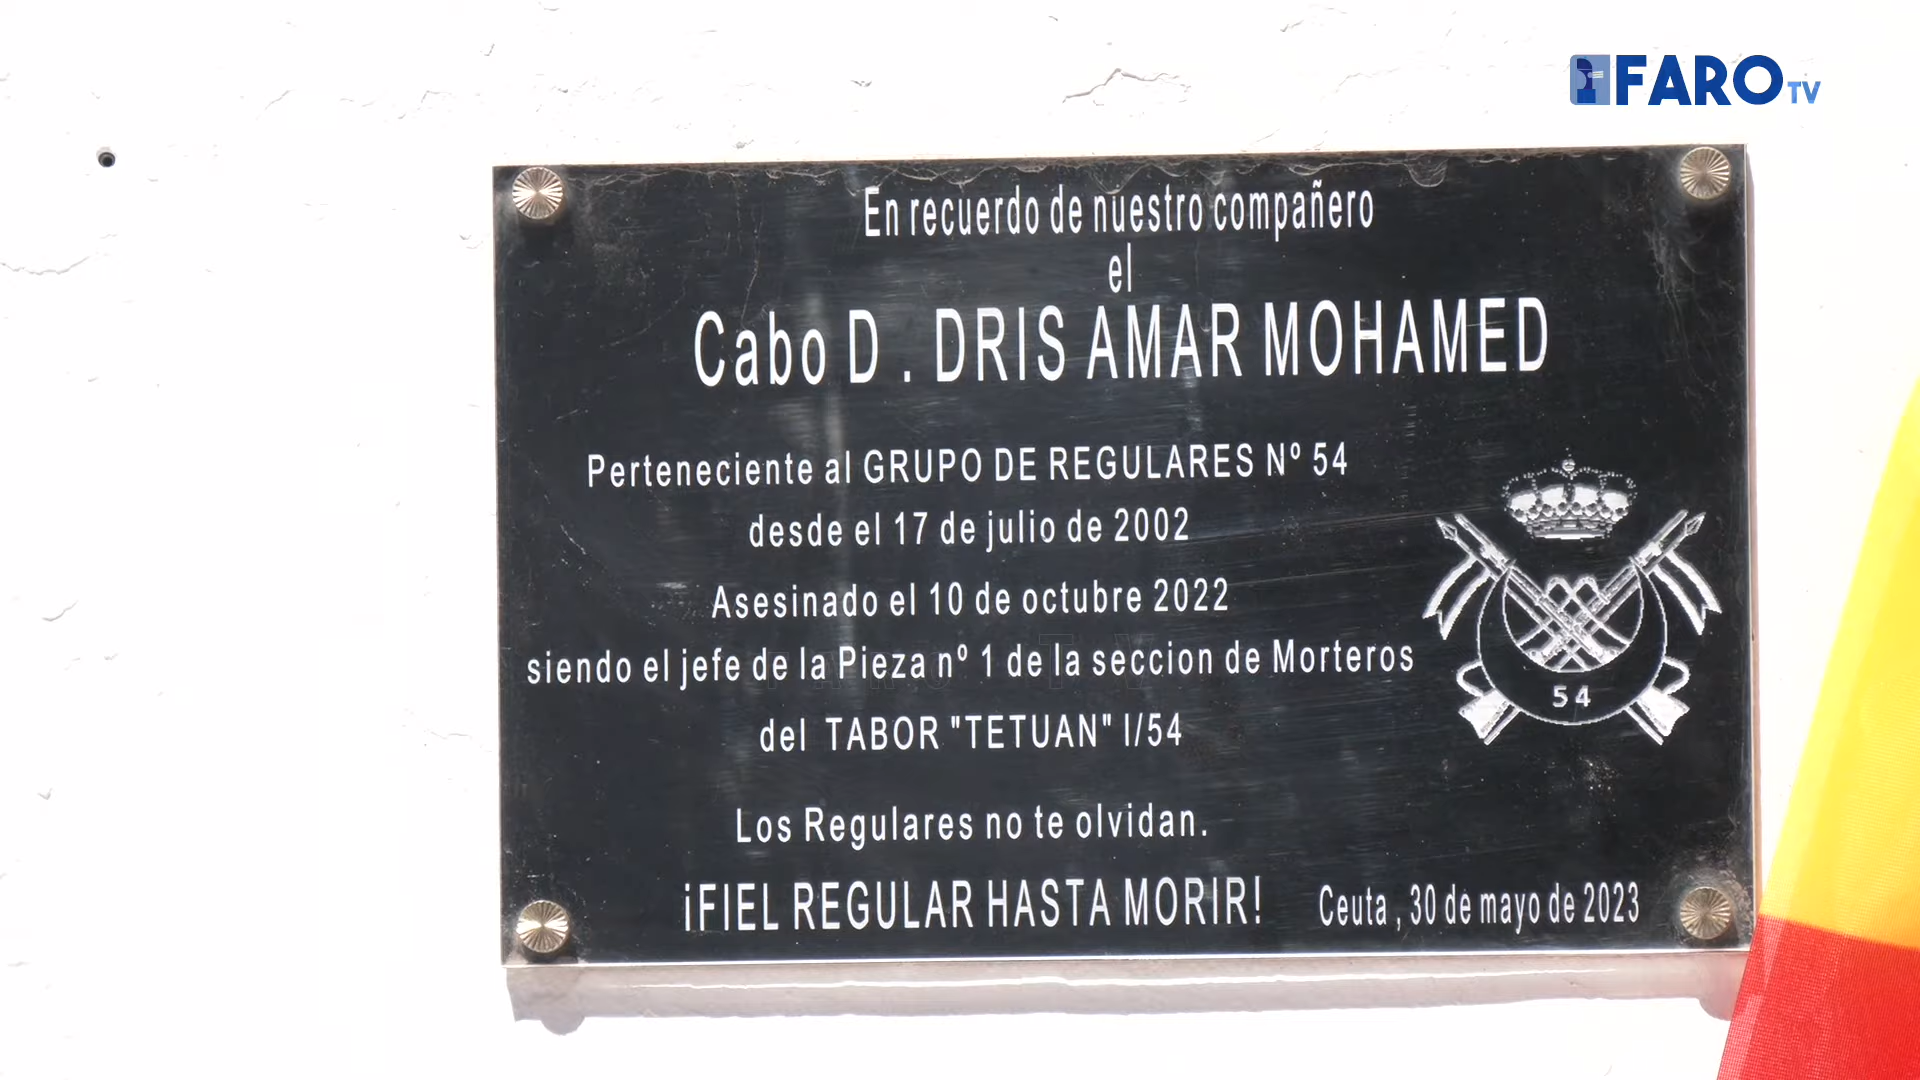 FARO TV
En recuerdo de nuestro compañero
el
Cabo D . DRIS AMAR MOHAMED
Perteneciente al GRUPO DE REGULARES Nº 54
desde el 17 de julio de 2002
Asesinado el 10 de octubre 2022
siendo el jefe de la Pieza nº 1 de la seccion de Morteros
del TABOR "TETUAN" I/54
54
Los Regulares no te olvidan.
¡FIEL REGULAR HASTA MORIR! Ceuta , 30 de mayo de 2023